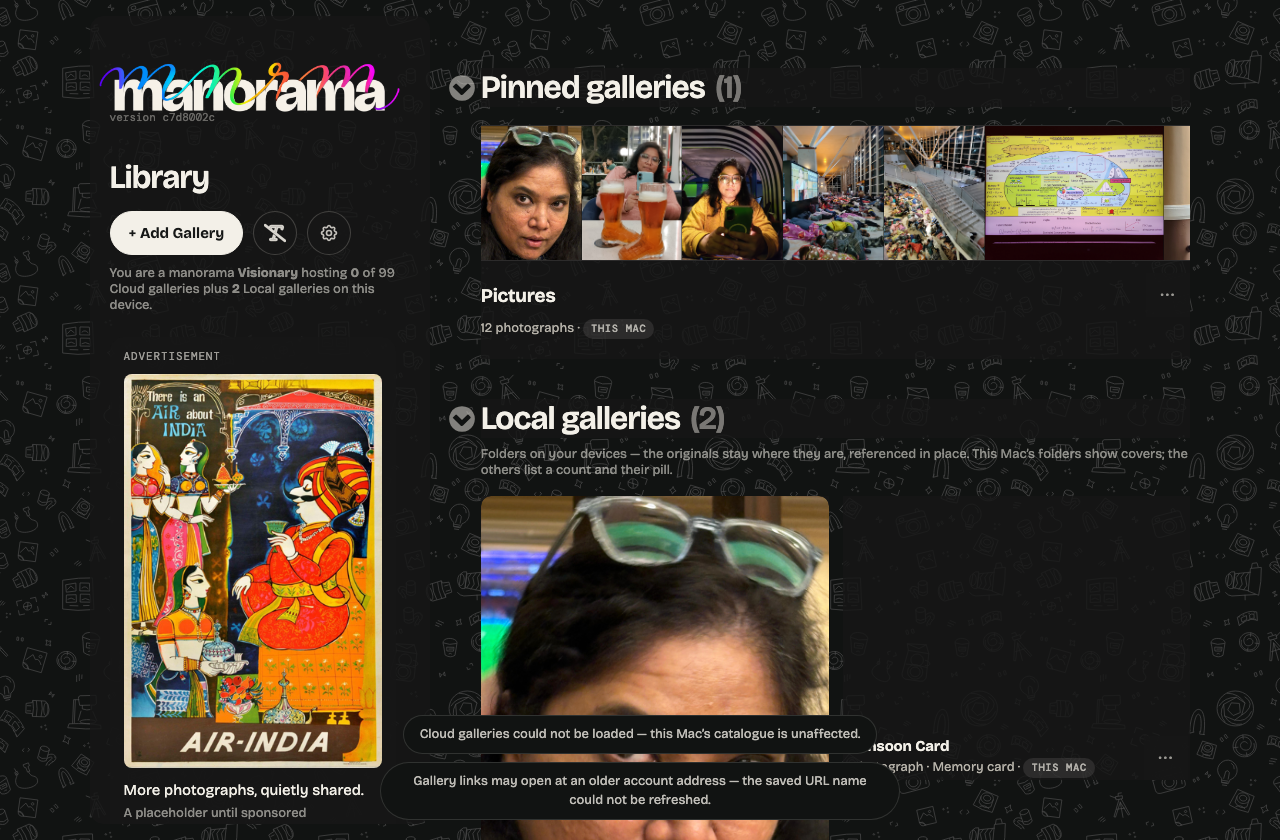 manorama
version c7d8002c
Library
+ Add Gallery
You are a manorama Visionary hosting 0 of 99
Cloud galleries plus 2 Local galleries on this
device.
ADVERTISEMENT
There is an
AIR about
INDIA
AIR-INDIA
More photographs, quietly shared.
A placeholder until sponsored
Pinned galleries (1)
Pictures
12 photographs · THIS MAC
Local galleries (2)
Folders on your devices — the originals stay where they are, referenced in place. This Mac's folders show covers; the
others list a count and their pill.
Card
Memory card · THIS MAC
Cloud galleries could not be loaded — this Mac's catalogue is unaffected.
Gallery links may open at an older account address — the saved URL name
could not be refreshed.